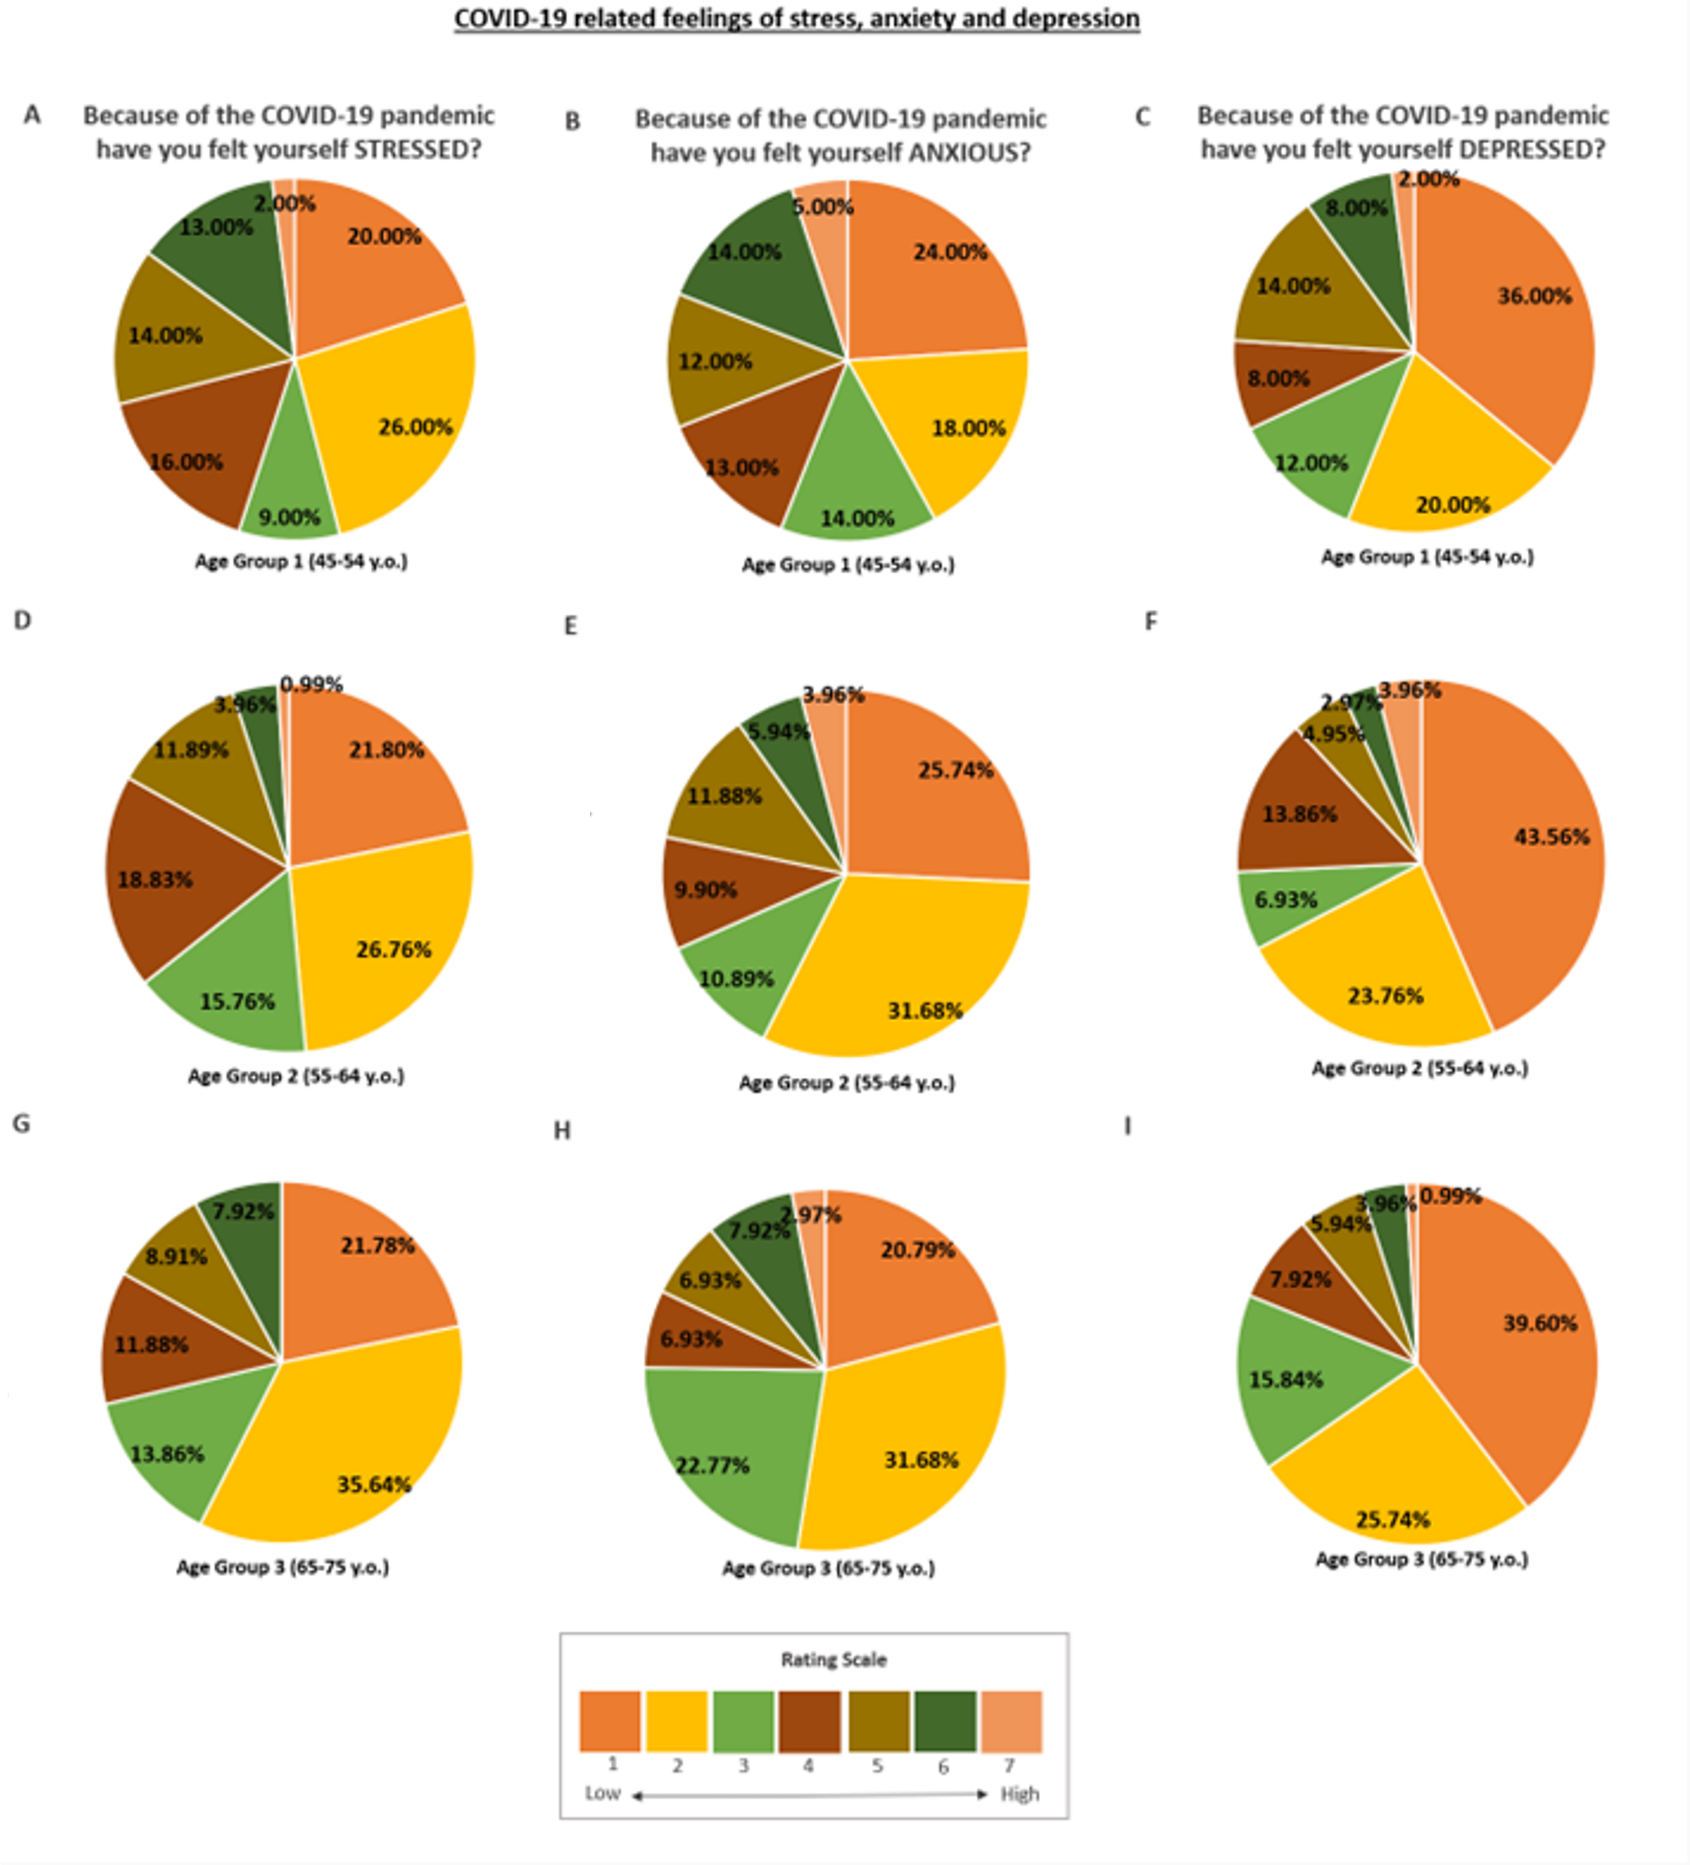 COVID-19 related feelings of stress, anxiety and depression
A
Because of the COVID-19 pandemic
have you felt yourself STRESSED?
2.00%
20.00%
13.00%
14.00%
26.00%
16.00%
9.00%
Age Group 1 (45-54 y.o.)
B
Because of the COVID-19 pandemic
have you felt yourself ANXIOUS?
5.00%
24.00%
14.00%
12.00%
18.00%
13.00%
14.00%
Age Group 1 (45-54 y.o.)
C
Because of the COVID-19 pandemic
have you felt yourself DEPRESSED?
2.00%
8.00%
36.00%
14.00%
8.00%
12.00%
20.00%
Age Group 1 (45-54 y.o.)
D
0.99%
3.96%
11.89%
21.80%
18.83%
26.76%
15.76%
Age Group 2 (55-64 y.o.)
E
3.96%
5.94%
25.74%
11.88%
9.90%
10.89%
31.68%
Age Group 2 (55-64 y.o.)
F
3.96%
2.97%
4.95%
13.86%
43.56%
6.93%
23.76%
Age Group 2 (55-64 y.o.)
G
7.92%
21.78%
8.91%
11.88%
13.86%
35.64%
Age Group 3 (65-75 y.o.)
H
2.97%
7.92%
20.79%
6.93%
6.93%
31.68%
22.77%
Age Group 3 (65-75 y.o.)
I
0.99%
3.96%
5.94%
7.92%
39.60%
15.84%
25.74%
Age Group 3 (65-75 y.o.)
Rating Scale
1 2 3 4 5 6 7
Low High